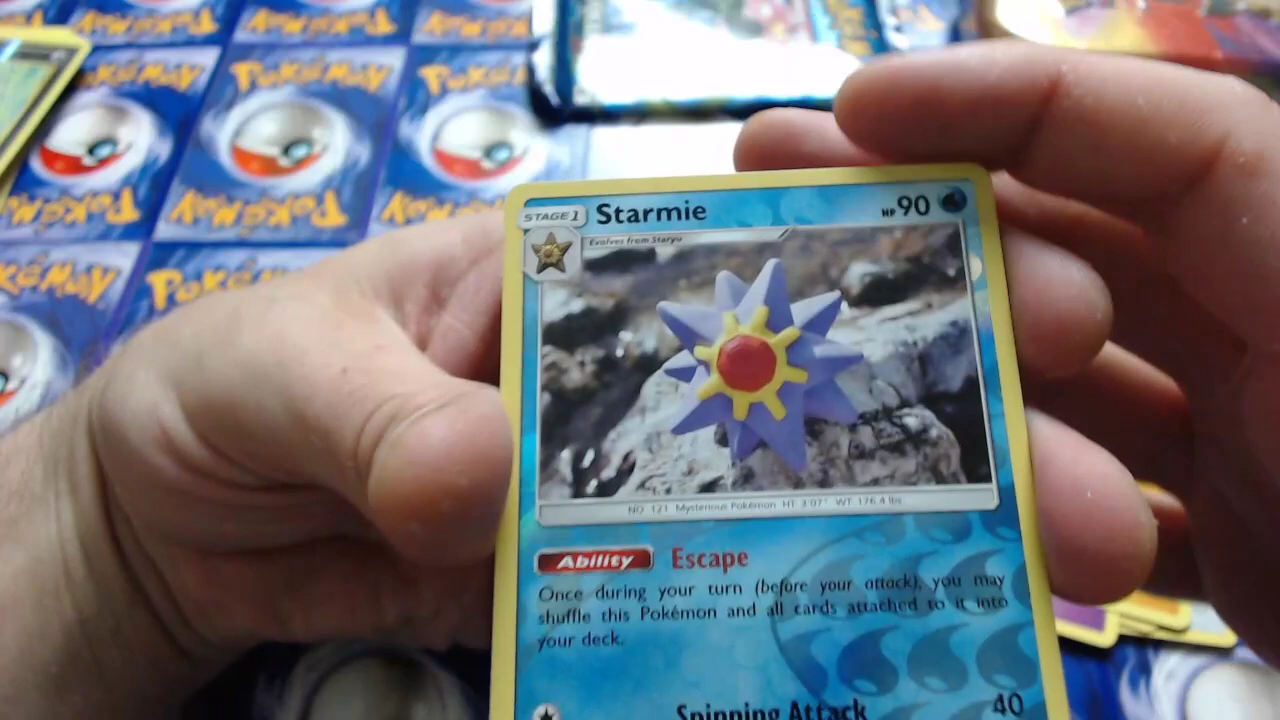 POKéMON
POKéMON
POKéMON
POKéMON
POKéMON
POKéMON
POKéMON
STAGE 1
Starmie
HP 90
Evolves from Staryu
NO. 121 Mysterious Pokémon HT: 3'07" WT: 176.4 lbs
Ability Escape
Once during your turn (before your attack), you may
shuffle this Pokémon and all cards attached to it into
your deck.
Spinning Attack 40